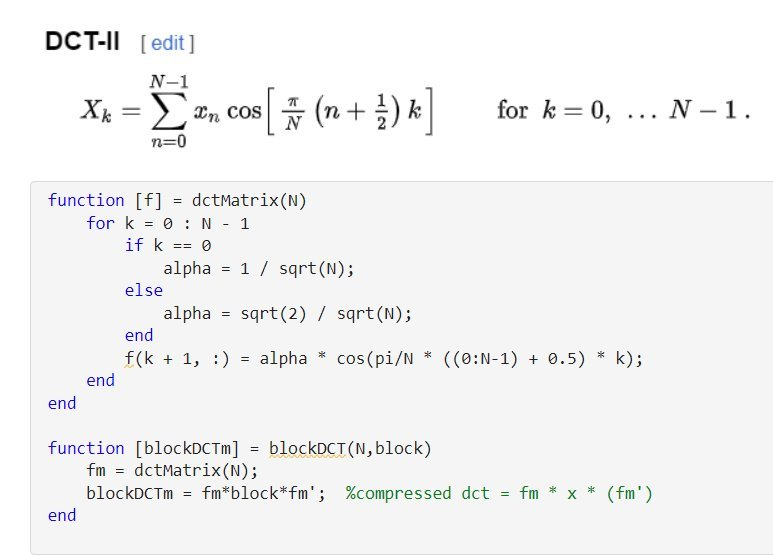 DCT-II [ edit ]
X_k = \sum_{n=0}^{N-1} x_n \cos\left[ \frac{\pi}{N} \left( n + \frac{1}{2} \right) k \right] for k = 0, … N − 1 .
function [f] = dctMatrix(N)
    for k = 0 : N - 1
        if k == 0
            alpha = 1 / sqrt(N);
        else
            alpha = sqrt(2) / sqrt(N);
        end
        f(k + 1, :) = alpha * cos(pi/N * ((0:N-1) + 0.5) * k);
    end
end
function [blockDCTm] = blockDCT(N,block)
    fm = dctMatrix(N);
    blockDCTm = fm*block*fm'; %compressed dct = fm * x * (fm')
end